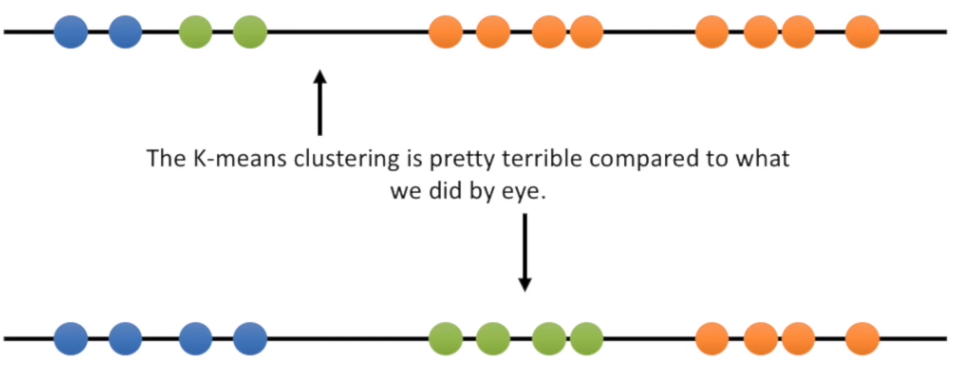 The K-means clustering is pretty terrible compared to what
we did by eye.